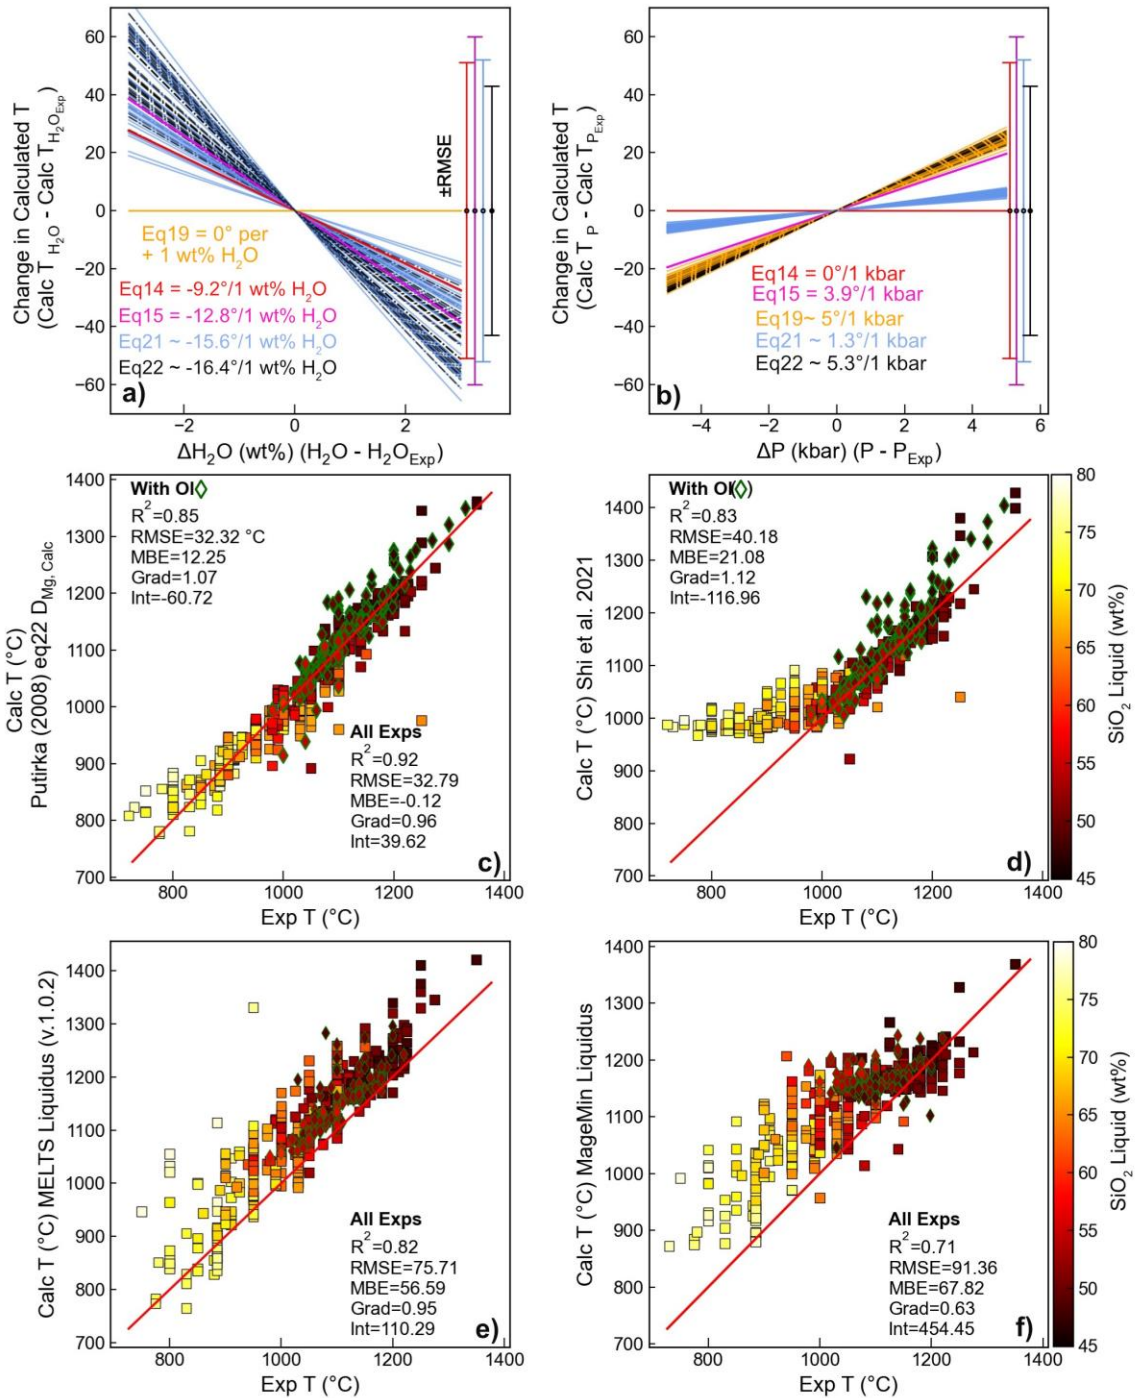 Change in Calculated T
(Calc T H2O - Calc T H2OExp)
60
40
20
0
−20
−40
−60
±RMSE
Eq19 = 0° per
+ 1 wt% H2O
Eq14 = -9.2°/1 wt% H2O
Eq15 = -12.8°/1 wt% H2O
Eq21 ~ -15.6°/1 wt% H2O
Eq22 ~ -16.4°/1 wt% H2O
a)
−2
0
2
ΔH2O (wt%) (H2O - H2OExp)
Change in Calculated T
(Calc TP - Calc TPExp)
60
40
20
0
−20
−40
−60
Eq14 = 0°/1 kbar
Eq15 = 3.9°/1 kbar
Eq19~ 5°/1 kbar
Eq21 ~ 1.3°/1 kbar
Eq22 ~ 5.3°/1 kbar
b)
−4
−2
0
2
4
6
ΔP (kbar) (P - PExp)
Calc T (°C)
Putirka (2008) eq22 DMg, Calc
1400
1300
1200
1100
1000
900
800
700
With Ol
R2=0.85
RMSE=32.32 °C
MBE=12.25
Grad=1.07
Int=-60.72
All Exps
R2=0.92
RMSE=32.79
MBE=-0.12
Grad=0.96
Int=39.62
c)
800
1000
1200
1400
Exp T (°C)
Calc T (°C) Shi et al. 2021
1400
1300
1200
1100
1000
900
800
700
With Ol( )
R2=0.83
RMSE=40.18
MBE=21.08
Grad=1.12
Int=-116.96
d)
800
1000
1200
1400
Exp T (°C)
80
75
70
65
60
55
50
45
SiO2 Liquid (wt%)
Calc T (°C) MELTS Liquidus (v.1.0.2)
1400
1300
1200
1100
1000
900
800
700
All Exps
R2=0.82
RMSE=75.71
MBE=56.59
Grad=0.95
Int=110.29
e)
800
1000
1200
1400
Exp T (°C)
Calc T (°C) MageMin Liquidus
1400
1300
1200
1100
1000
900
800
700
All Exps
R2=0.71
RMSE=91.36
MBE=67.82
Grad=0.63
Int=454.45
f)
800
1000
1200
1400
Exp T (°C)
80
75
70
65
60
55
50
45
SiO2 Liquid (wt%)